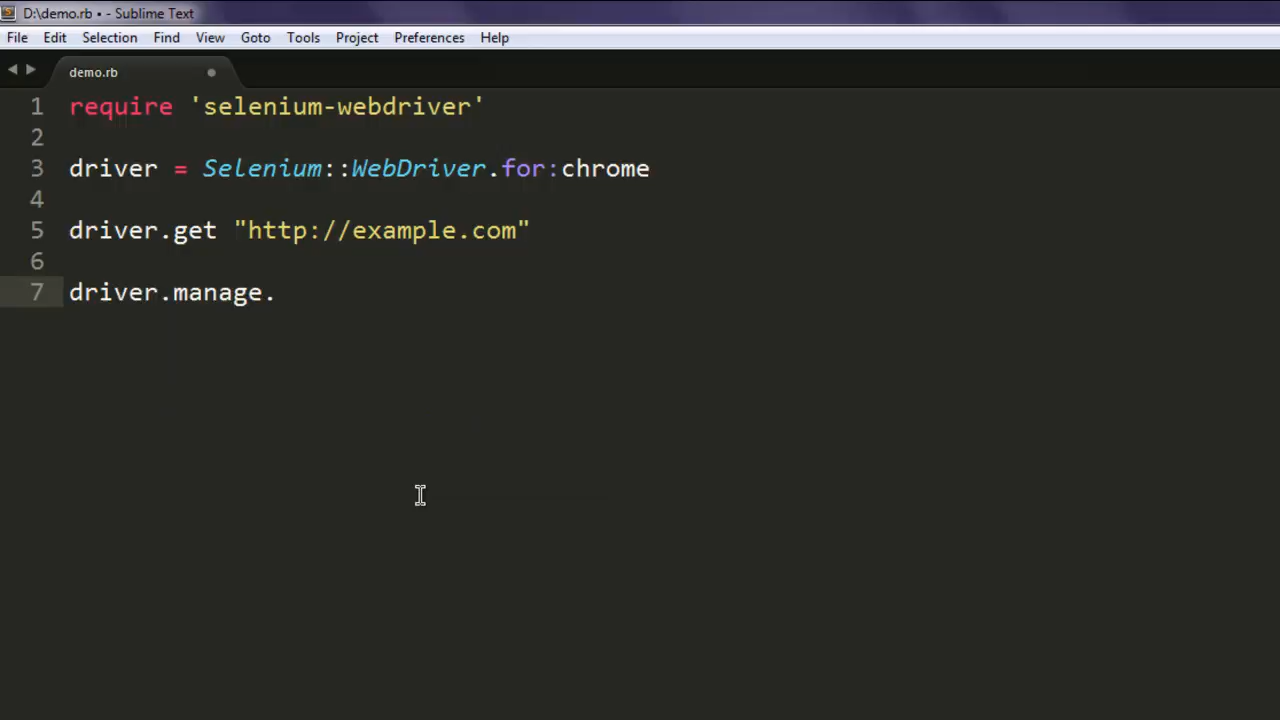 D:\demo.rb • - Sublime Text
File Edit Selection Find View Goto Tools Project Preferences Help
demo.rb
1 require 'selenium-webdriver'
2
3 driver = Selenium::WebDriver.for:chrome
4
5 driver.get "http://example.com"
6
7 driver.manage.